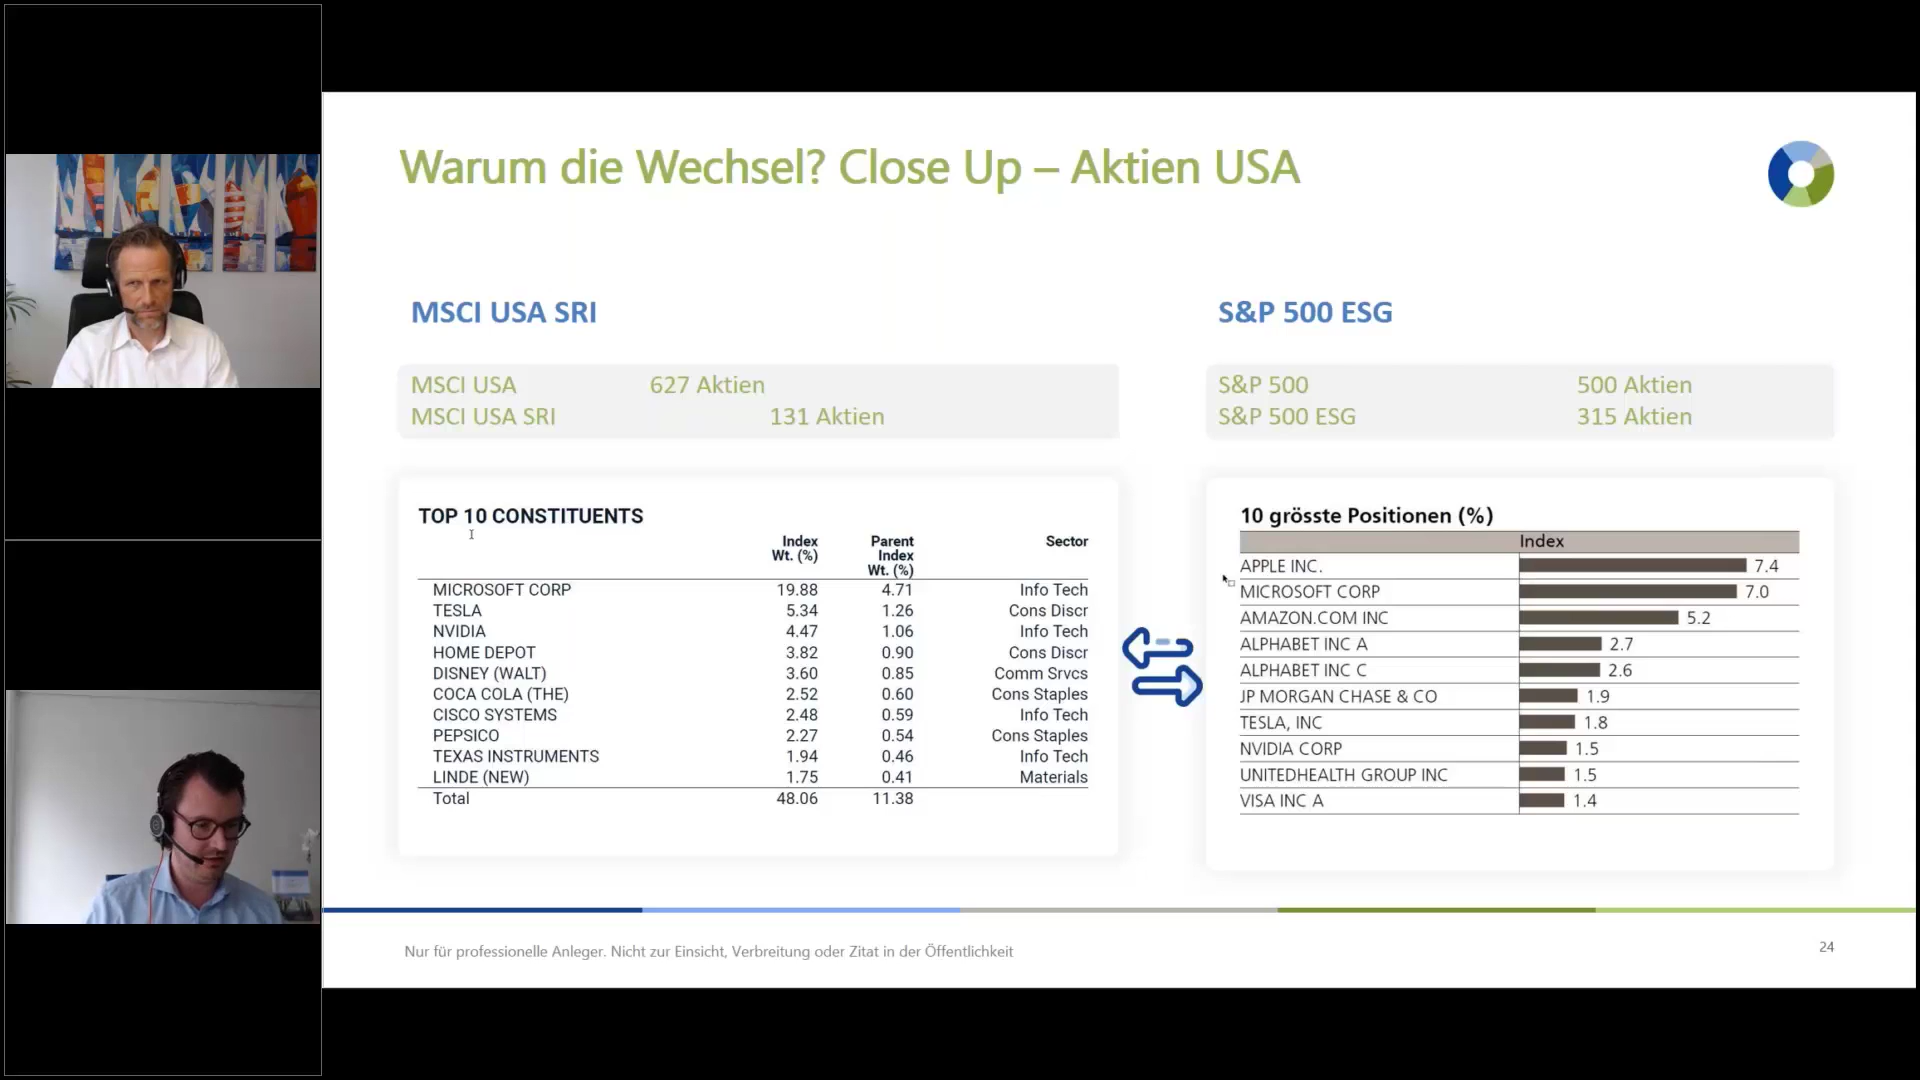 Warum die Wechsel? Close Up – Aktien USA
MSCI USA SRI
MSCI USA 627 Aktien
MSCI USA SRI 131 Aktien
TOP 10 CONSTITUENTS
Index Wt. (%) Parent Index Wt. (%) Sector
MICROSOFT CORP 19.88 4.71 Info Tech
TESLA 5.34 1.26 Cons Discr
NVIDIA 4.47 1.06 Info Tech
HOME DEPOT 3.82 0.90 Cons Discr
DISNEY (WALT) 3.60 0.85 Comm Srvcs
COCA COLA (THE) 2.52 0.60 Cons Staples
CISCO SYSTEMS 2.48 0.59 Info Tech
PEPSICO 2.27 0.54 Cons Staples
TEXAS INSTRUMENTS 1.94 0.46 Info Tech
LINDE (NEW) 1.75 0.41 Materials
Total 48.06 11.38
S&P 500 ESG
S&P 500 500 Aktien
S&P 500 ESG 315 Aktien
10 grösste Positionen (%)
Index
APPLE INC. 7.4
MICROSOFT CORP 7.0
AMAZON.COM INC 5.2
ALPHABET INC A 2.7
ALPHABET INC C 2.6
JP MORGAN CHASE & CO 1.9
TESLA, INC 1.8
NVIDIA CORP 1.5
UNITEDHEALTH GROUP INC 1.5
VISA INC A 1.4
Nur für professionelle Anleger. Nicht zur Einsicht, Verbreitung oder Zitat in der Öffentlichkeit
24